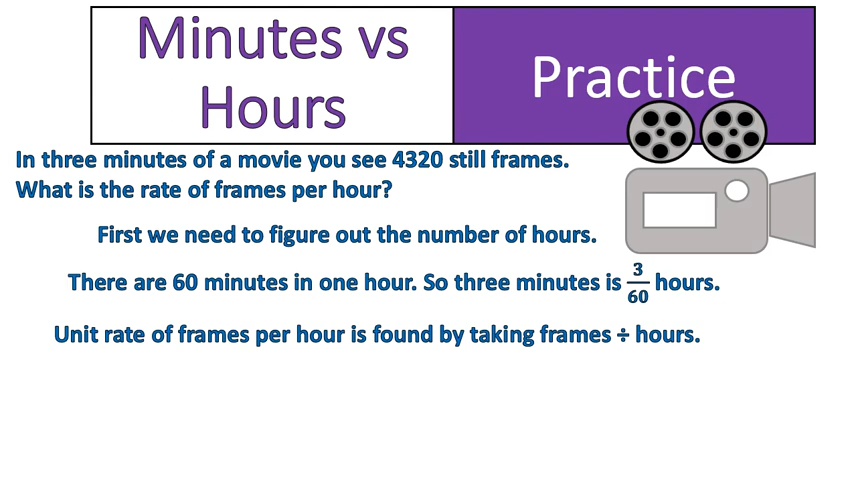 Minutes vs
Hours
Practice
In three minutes of a movie you see 4320 still frames.
What is the rate of frames per hour?
First we need to figure out the number of hours.
There are 60 minutes in one hour. So three minutes is 3/60 hours.
Unit rate of frames per hour is found by taking frames ÷ hours.